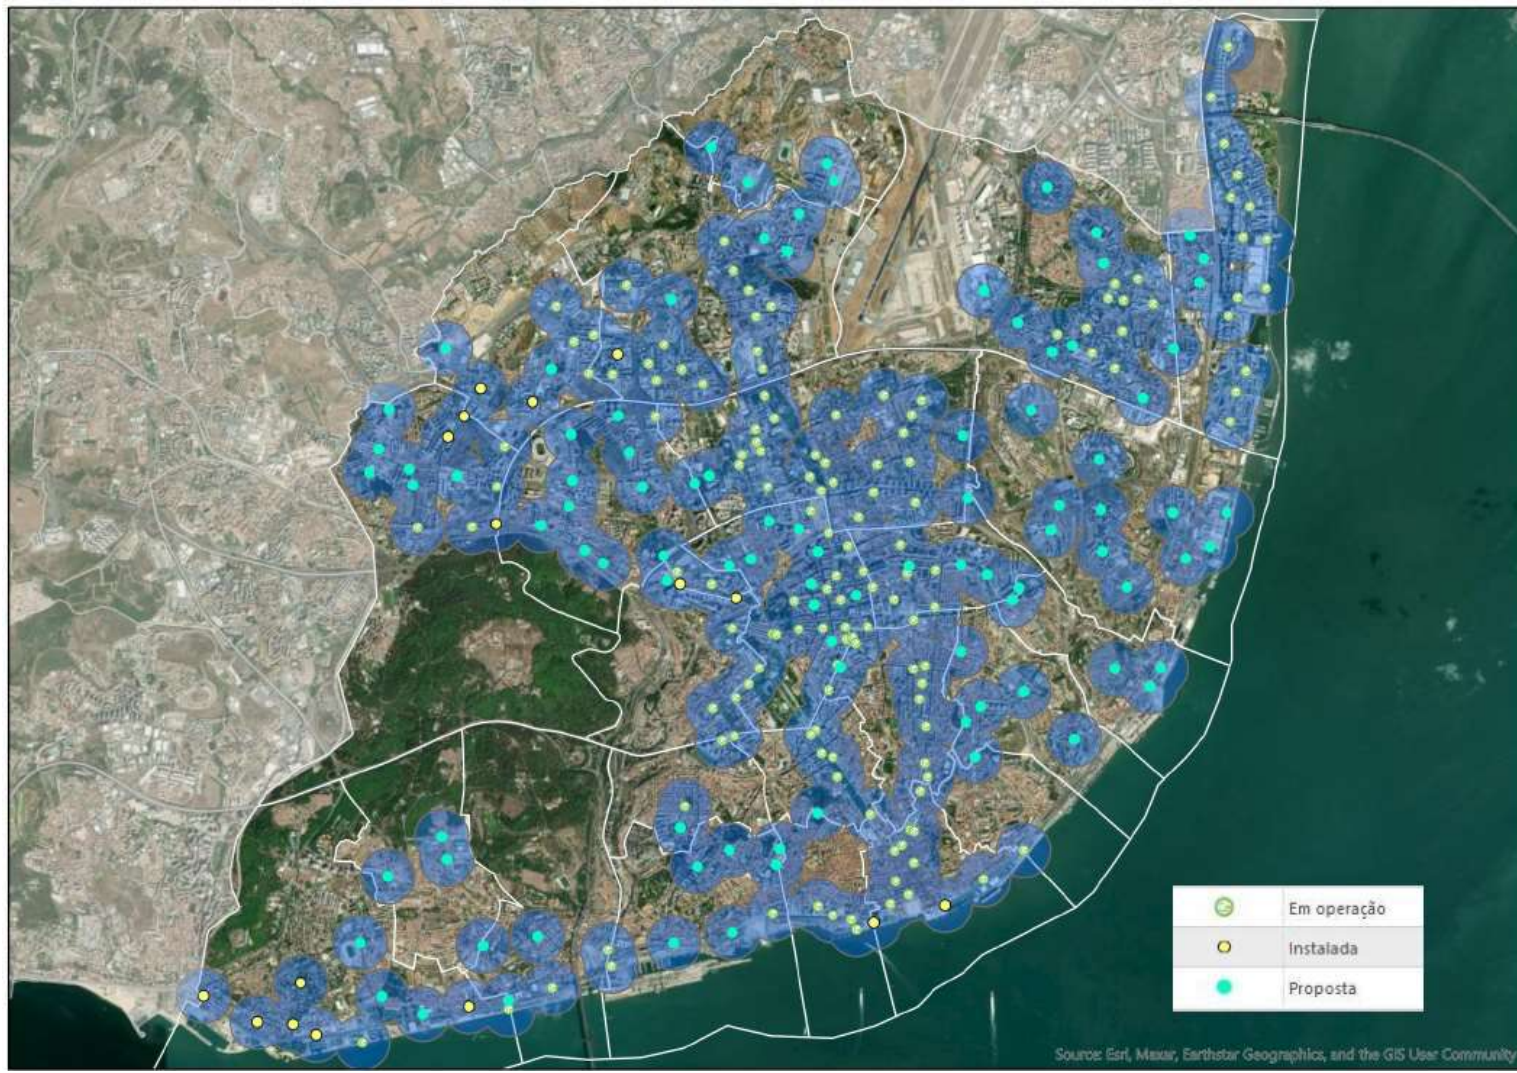 Em operação
Instalada
Proposta
Source: Esri, Maxar, Earthstar Geographics, and the GIS User Community